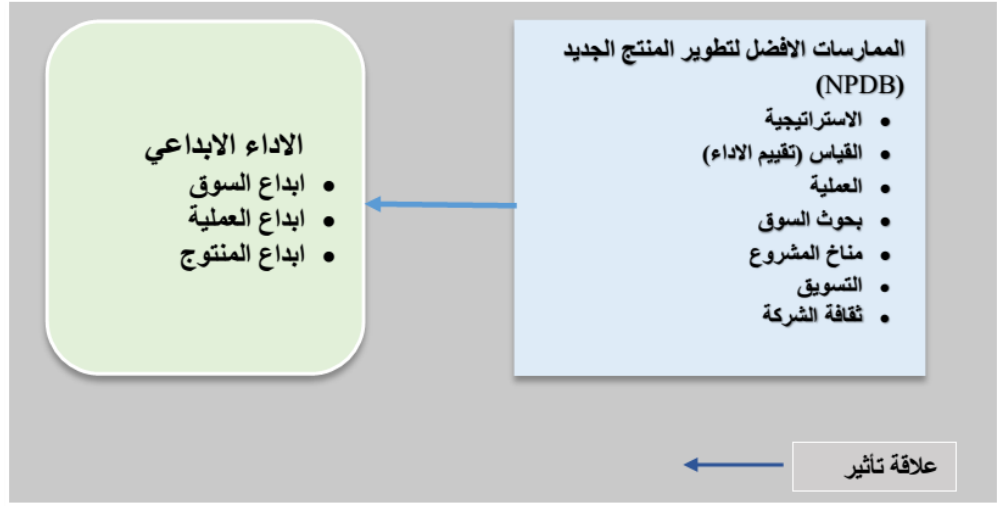 الممارسات الافضل لتطوير المنتج الجديد
(NPDB)
• الاستراتيجية
• القياس (تقييم الاداء)
• العملية
• بحوث السوق
• مناخ المشروع
• التسويق
• ثقافة الشركة
الاداء الابداعي
• ابداع السوق
• ابداع العملية
• ابداع المنتوج
علاقة تأثير